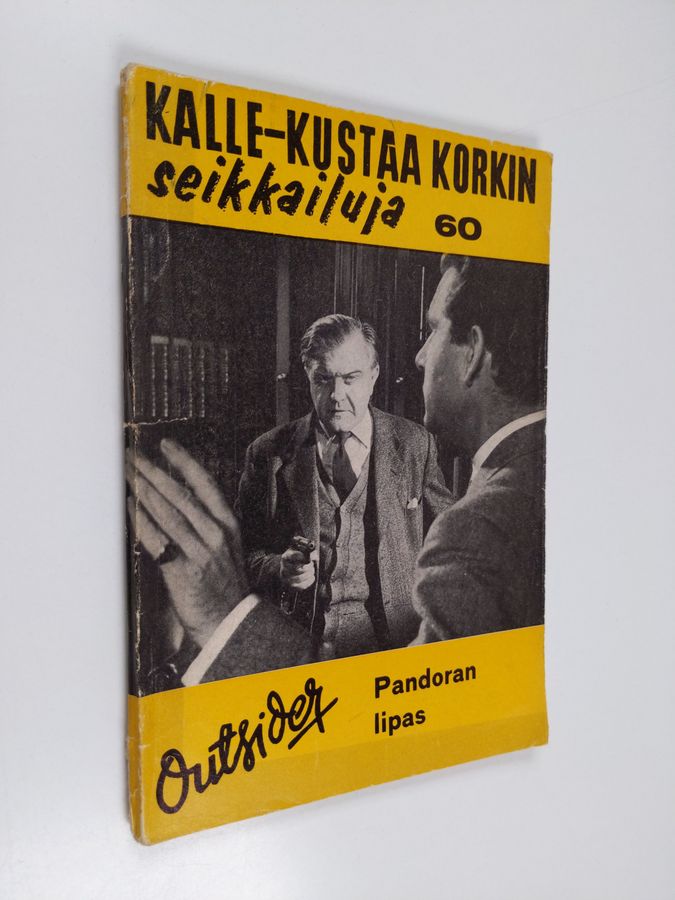 KALLE-KUSTAA KORKIN
seikkailuja 60
Outsider
Pandoran
lipas